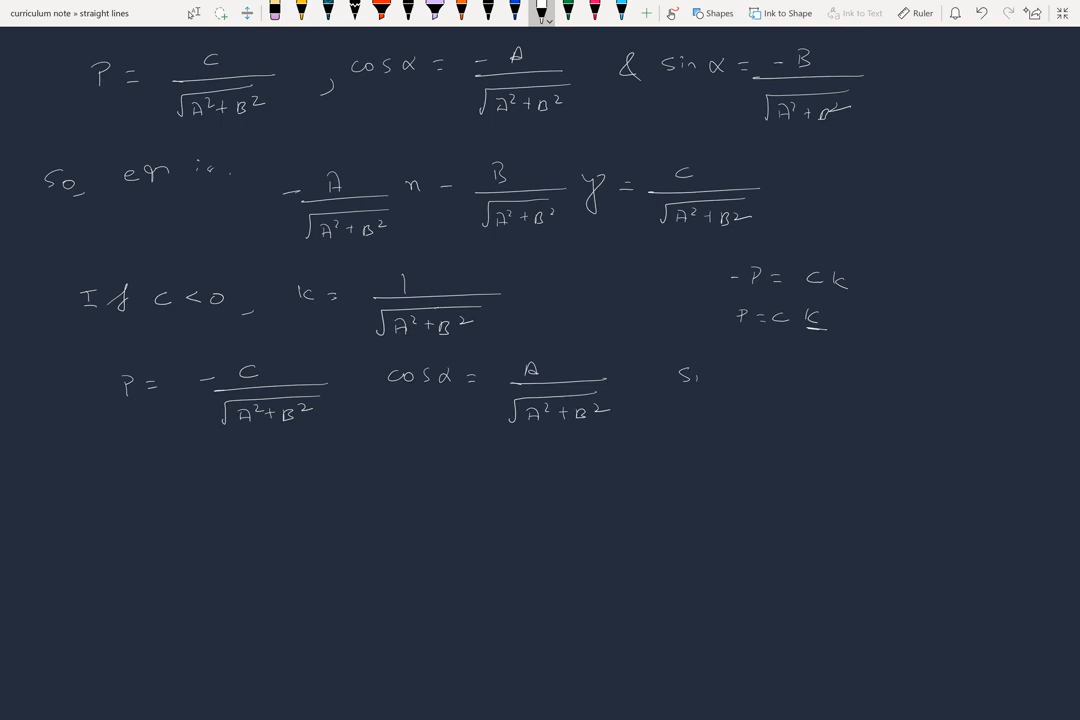 curriculum note » straight lines
Shapes Ink to Shape Ink to Text Ruler
P = C / √(A² + B²) , cos α = -A / √(A² + B²) & sin α = -B / √(A² + B²)
So, eqn is.
- A / √(A² + B²) x - B / √(A² + B²) y = C / √(A² + B²)
If C < 0, k = 1 / √(A² + B²)
- P = C k
P = C k
P = - C / √(A² + B²) cos α = A / √(A² + B²) si